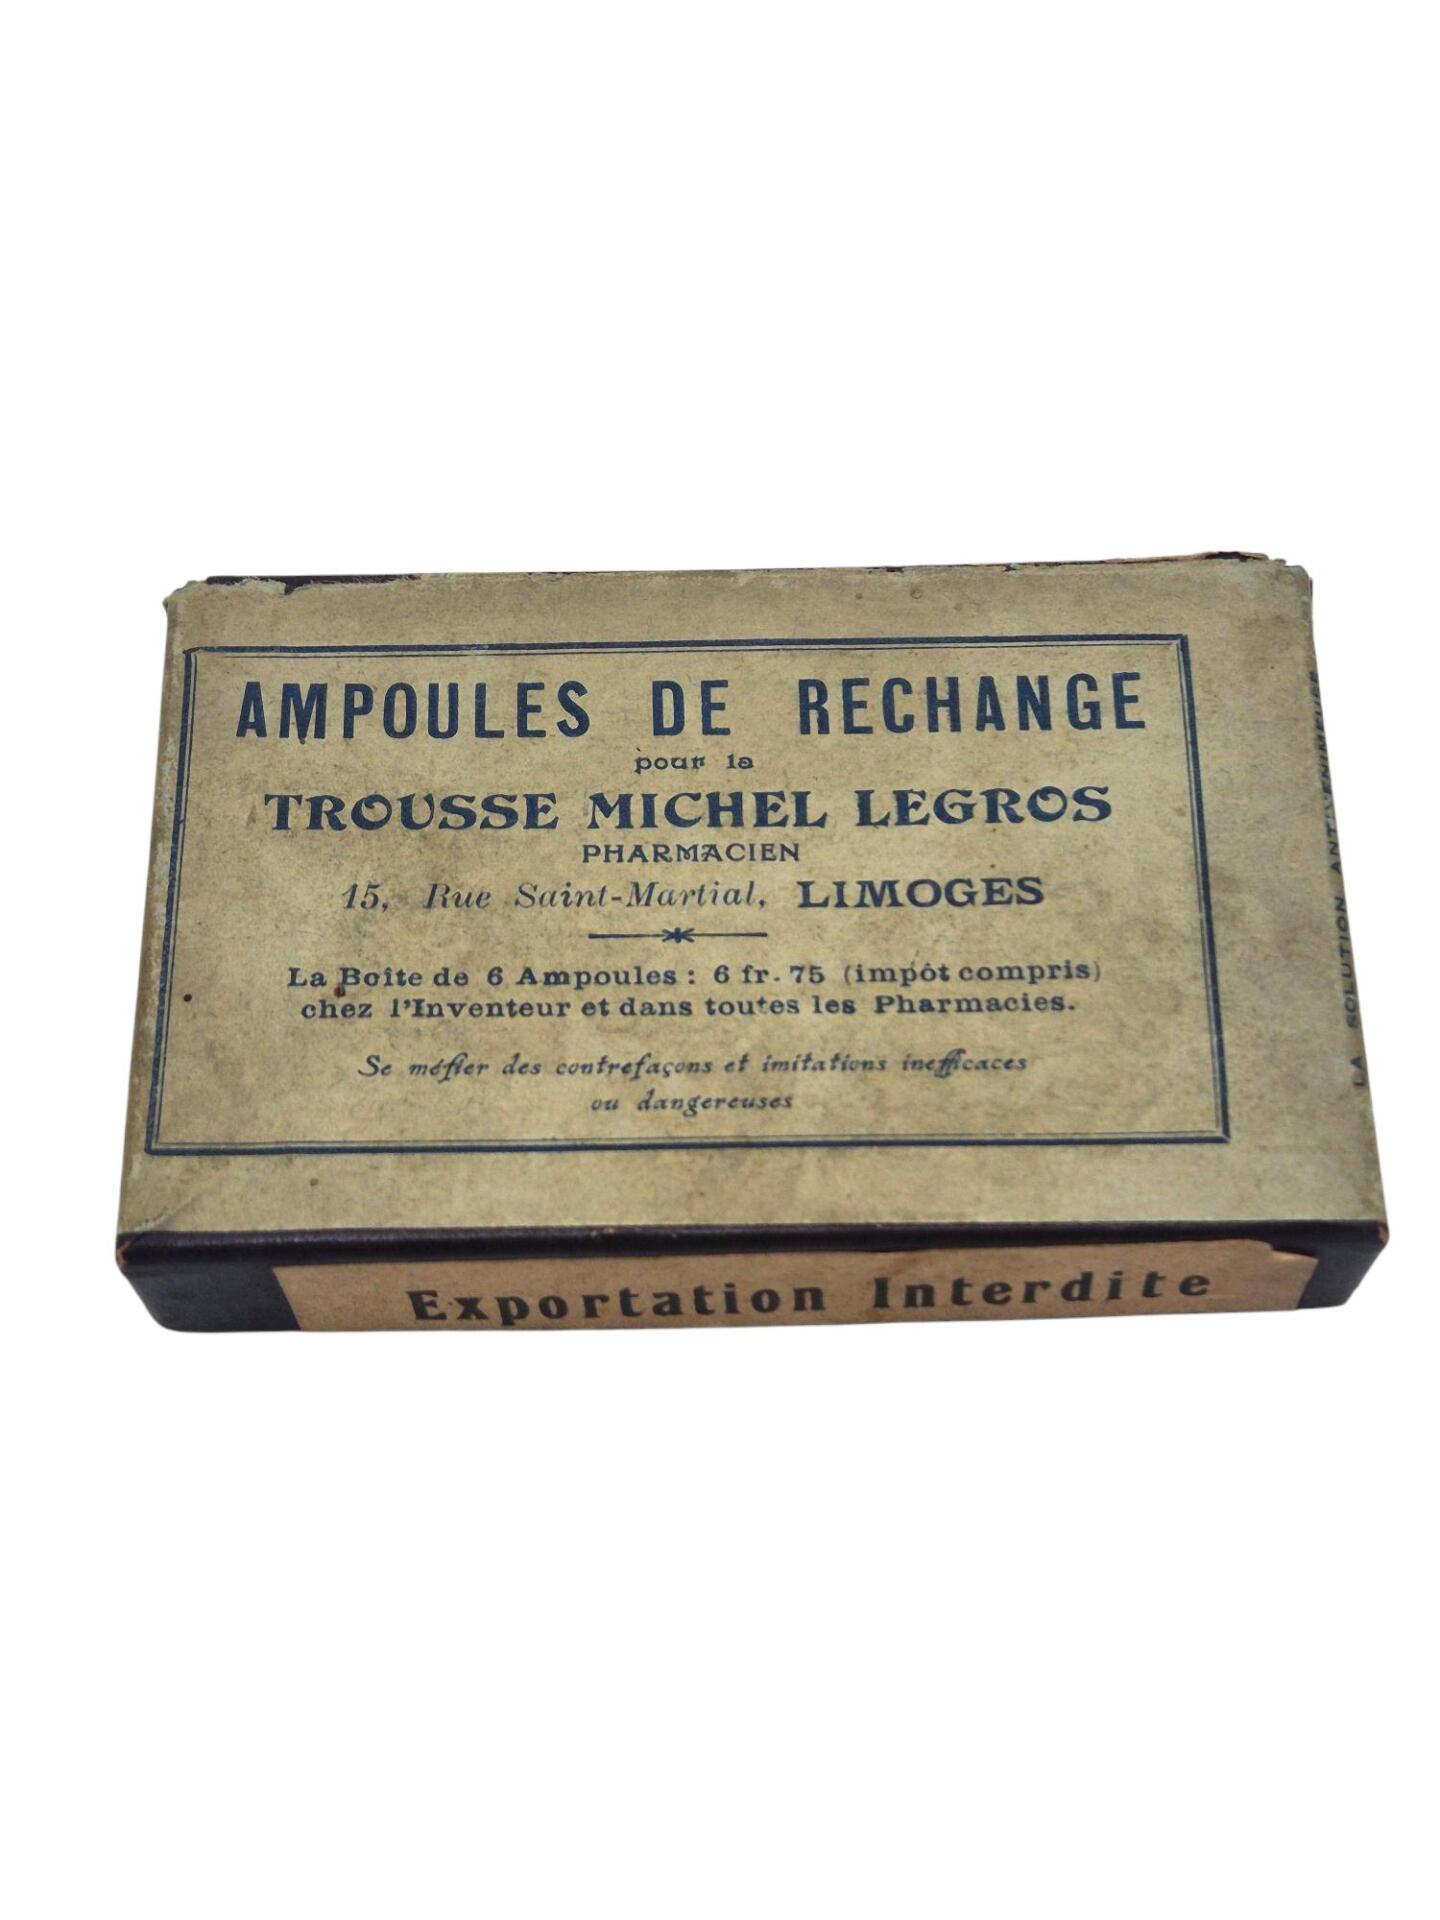 AMPOULES DE RECHANGE
pour la
TROUSSE MICHEL LEGROS
PHARMACIEN
15, Rue Saint-Martial, LIMOGES
La Boîte de 6 Ampoules : 6 fr. 75 (impôt compris)
chez l'Inventeur et dans toutes les Pharmacies.
Se méfier des contrefaçons et imitations inefficaces
ou dangereuses
Exportation Interdite
LA SOLUTION ANTIVENIMEUSE